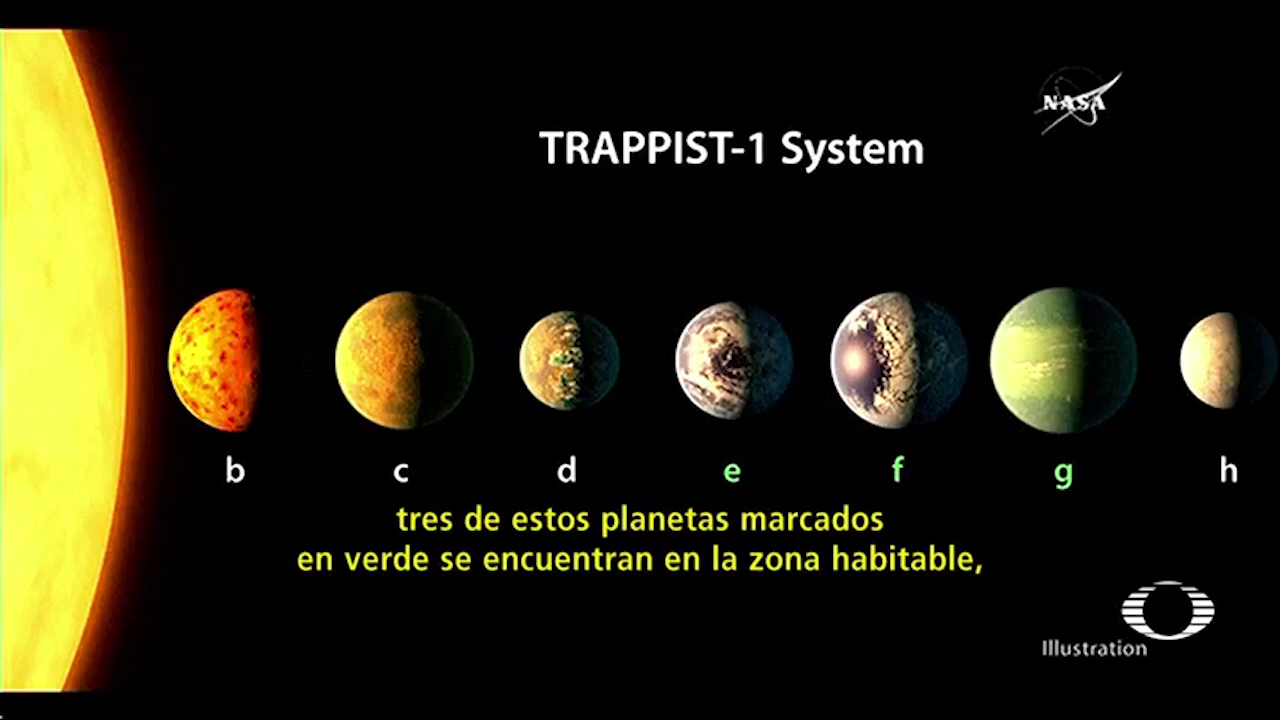 NASA
TRAPPIST-1 System
b c d e f g h
tres de estos planetas marcados
en verde se encuentran en la zona habitable,
Illustration